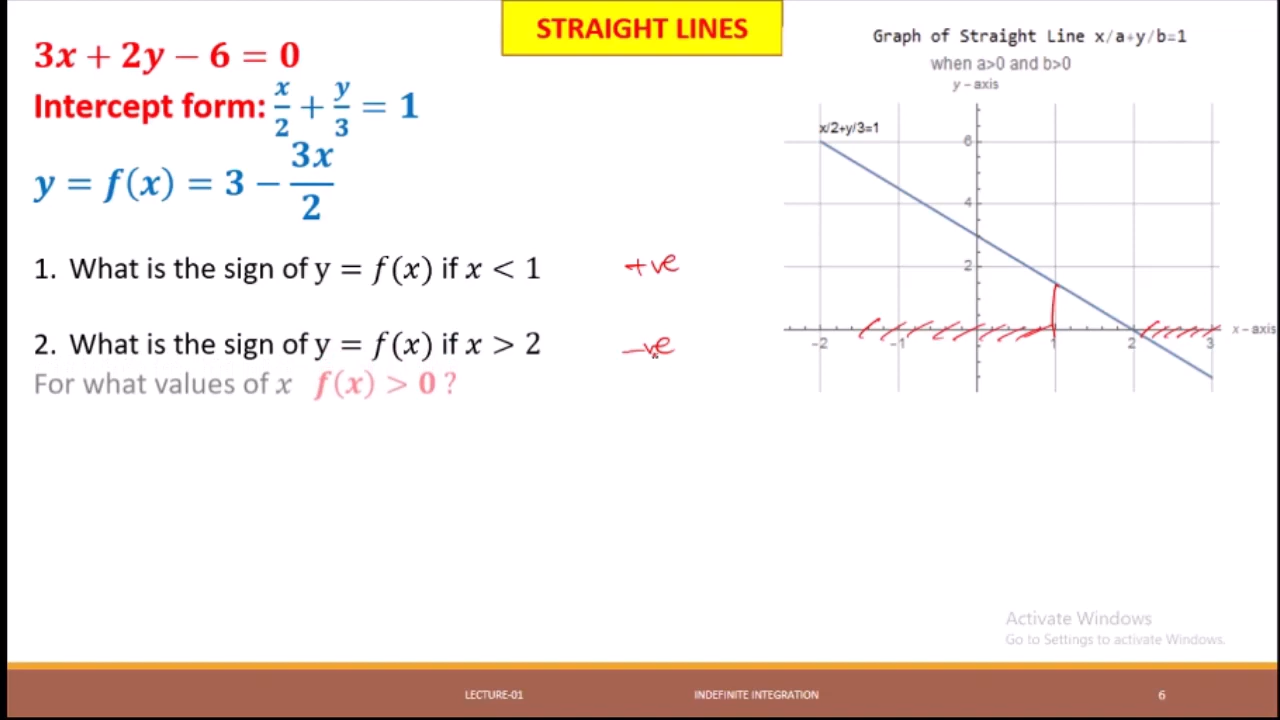 STRAIGHT LINES
3x + 2y − 6 = 0
Intercept form: x/2 + y/3 = 1
y = f(x) = 3 − 3x/2
1. What is the sign of y = f(x) if x < 1 +ve
2. What is the sign of y = f(x) if x > 2 −ve
For what values of x f(x) > 0 ?
Graph of Straight Line x/a+y/b=1
when a>0 and b>0
y – axis
x/2+y/3=1
6
4
2
-2 -1 1 2 3 x – axis
Activate Windows
Go to Settings to activate Windows.
LECTURE-01 INDEFINITE INTEGRATION 6